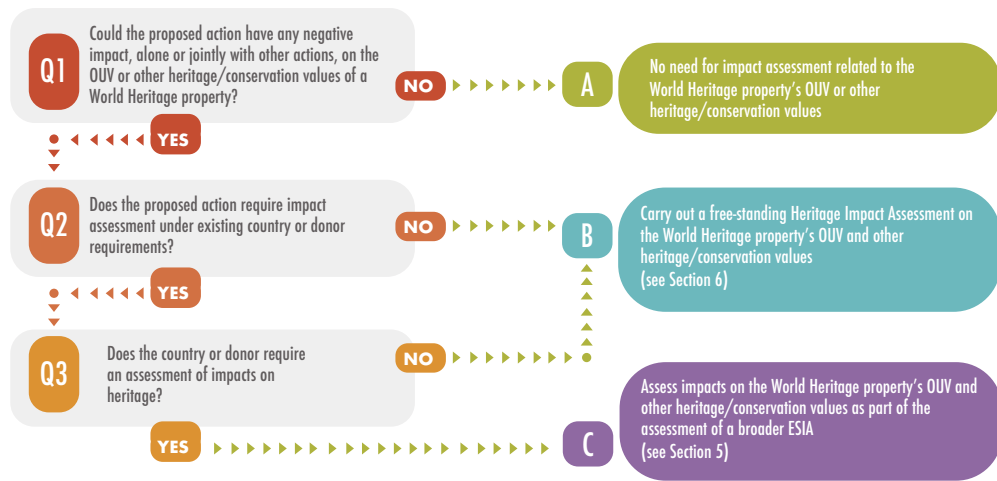 Q1
Could the proposed action have any negative
impact, alone or jointly with other actions, on the
OUV or other heritage/conservation values of a
World Heritage property?
NO
A
No need for impact assessment related to the
World Heritage property's OUV or other
heritage/conservation values
YES
Q2
Does the proposed action require impact
assessment under existing country or donor
requirements?
NO
B
Carry out a free-standing Heritage Impact Assessment on
the World Heritage property's OUV and other
heritage/conservation values
(see Section 6)
YES
Q3
Does the country or donor require
an assessment of impacts on
heritage?
NO
YES
C
Assess impacts on the World Heritage property's OUV and
other heritage/conservation values as part of the
assessment of a broader ESIA
(see Section 5)